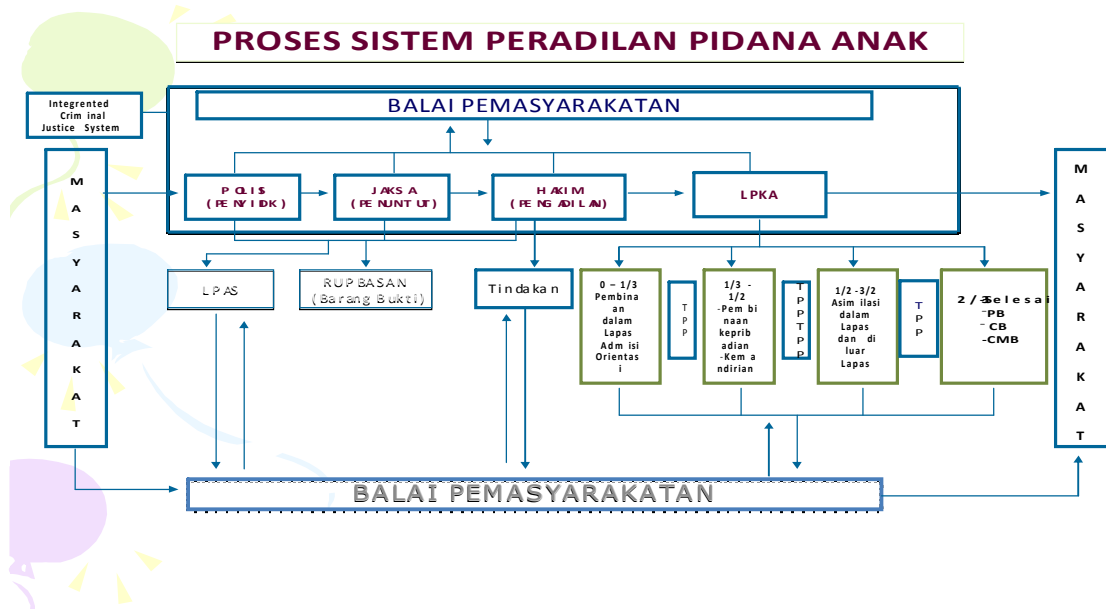 PROSES SISTEM PERADILAN PIDANA ANAK
Integrented
Crim inal
Justice System
BALAI PEMASYARAKATAN
M
A
S
Y
A
R
A
K
A
T
POLIS
(PENYIDK)
JAKSA
(PENUNTUT)
HAKIM
(PENGADILAN)
LPKA
LPAS
RUPBASAN
(Barang Bukti)
Tindakan
0 – 1/3
Pembina
an
dalam
Lapas
Adm isi
Orientas
i
T
P
P
1/3 -
1/2
-Pem bi
naan
keprib
adian
-Kem a
ndirian
T
P
P
T
P
P
1/2 -3/2
Asim ilasi
dalam
Lapas
dan di
luar
Lapas
T
P
P
Selesai
PB
CB
-CMB
M
A
S
Y
A
R
A
K
A
T
BALAI PEMASYARAKATAN